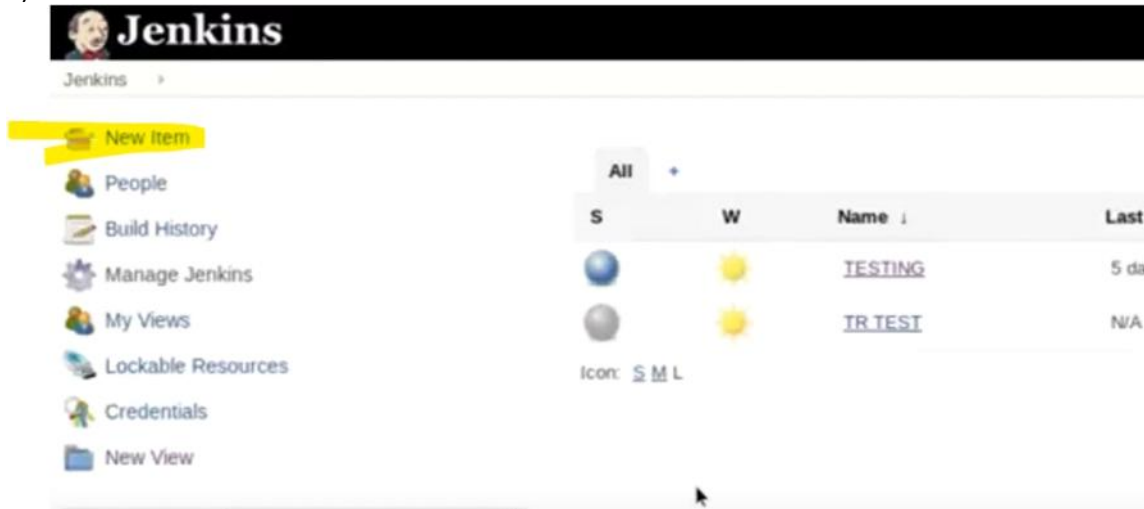 Jenkins
Jenkins
New Item
People
Build History
Manage Jenkins
My Views
Lockable Resources
Credentials
New View
All +
S W Name ↓ Last
TESTING 5 da
TR TEST N/A
Icon: S M L